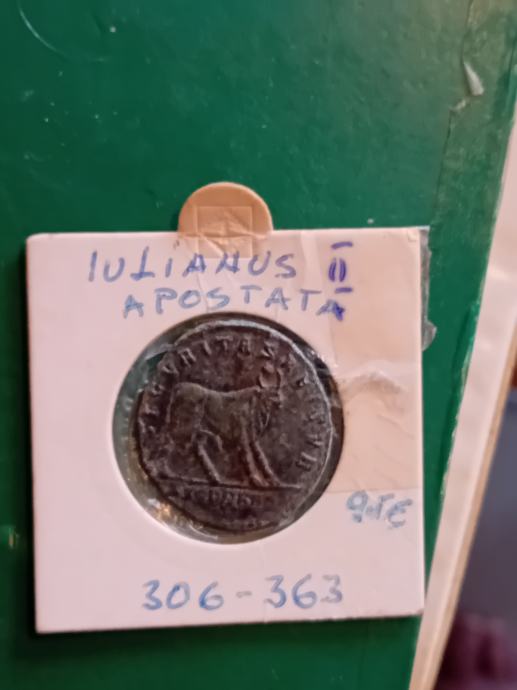 IULIANUS II
APOSTATA
SECVRITAS REIPVB
306-363